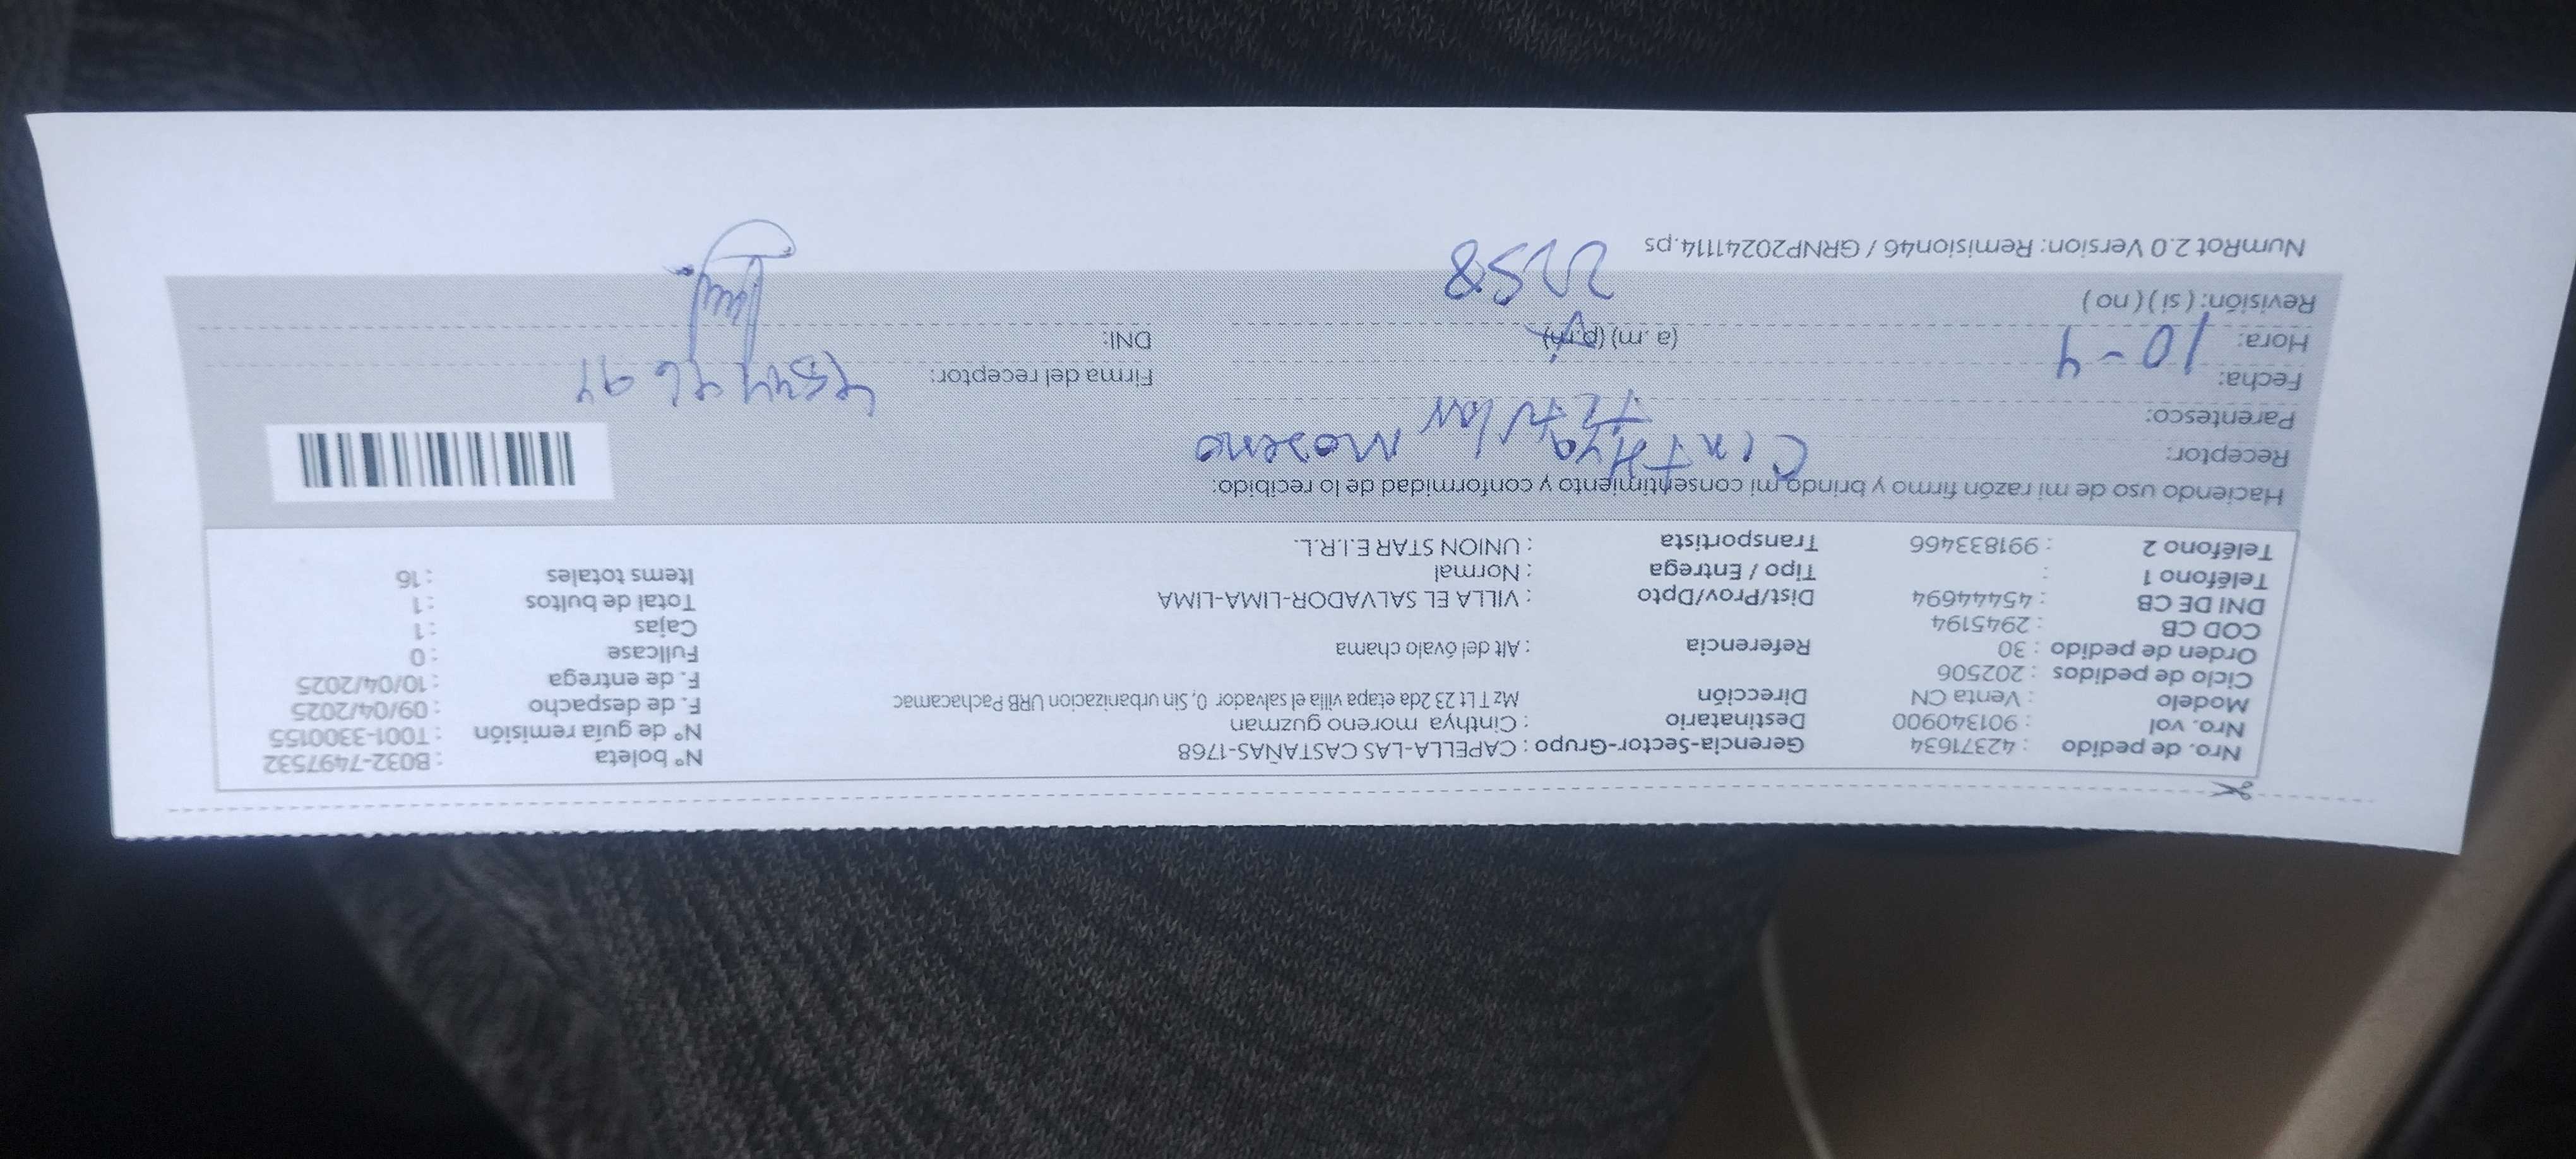 Nro. de pedido : 42371634 Gerencia-Sector-Grupo : CAPELLA-LAS CASTAÑAS-1768 N° boleta : B032-7497532
Nro. vol : 901340900 Destinatario : Cinthya moreno guzman N° de guía remisión : T001-3300155
Modelo : Venta CN Dirección Mz T Lt 23 2da etapa villa el salvador 0, Sin urbanizacion URB Pachacamac F. de despacho : 09/04/2025
Ciclo de pedidos : 202506 F. de entrega : 10/04/2025
Orden de pedido : 30 Referencia : Alt del óvalo chama Fullcase : 0
COD CB : 2945194 Cajas : 1
DNI DE CB : 45444694 Dist/Prov/Dpto : VILLA EL SALVADOR-LIMA-LIMA Total de bultos : 1
Teléfono 1 : Tipo / Entrega : Normal Items totales : 16
Teléfono 2 : 991833466 Transportista : UNION STAR E.I.R.L.
Haciendo uso de mi razón firmo y brindo mi consentimiento y conformidad de lo recibido:
Receptor: CintHya Moreno
Parentesco: Titular
Fecha: 10-4 Firma del receptor:
Hora: (a.m) (p.m) DNI:
Revisión: ( si ) ( no )
2258
NumRot 2.0 Version: Remision46 / GRNP20241114.ps